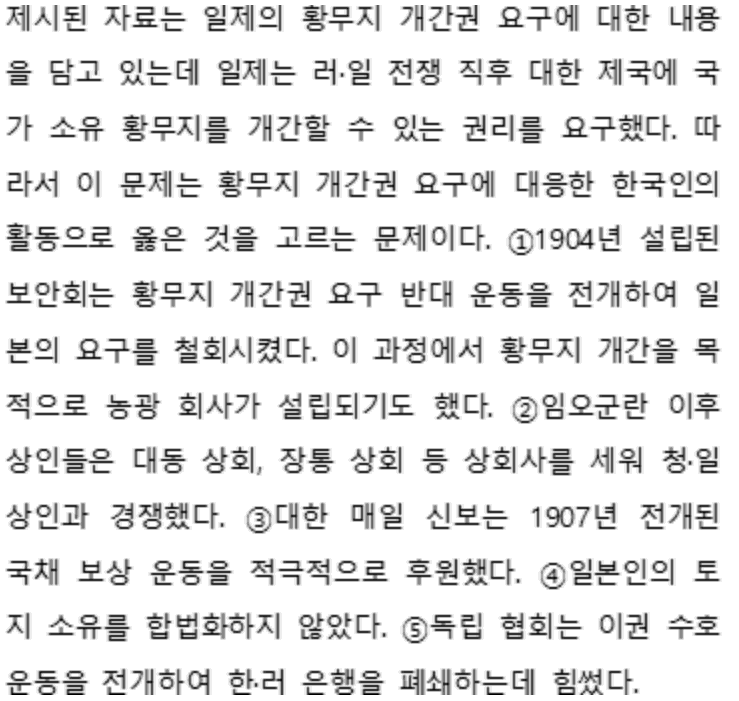 제시된 자료는 일제의 황무지 개간권 요구에 대한 내용
을 담고 있는데 일제는 러·일 전쟁 직후 대한 제국에 국
가 소유 황무지를 개간할 수 있는 권리를 요구했다. 따
라서 이 문제는 황무지 개간권 요구에 대응한 한국인의
활동으로 옳은 것을 고르는 문제이다. ①1904년 설립된
보안회는 황무지 개간권 요구 반대 운동을 전개하여 일
본의 요구를 철회시켰다. 이 과정에서 황무지 개간을 목
적으로 농광 회사가 설립되기도 했다. ②임오군란 이후
상인들은 대동 상회, 장통 상회 등 상회사를 세워 청·일
상인과 경쟁했다. ③대한 매일 신보는 1907년 전개된
국채 보상 운동을 적극적으로 후원했다. ④일본인의 토
지 소유를 합법화하지 않았다. ⑤독립 협회는 이권 수호
운동을 전개하여 한·러 은행을 폐쇄하는데 힘썼다.